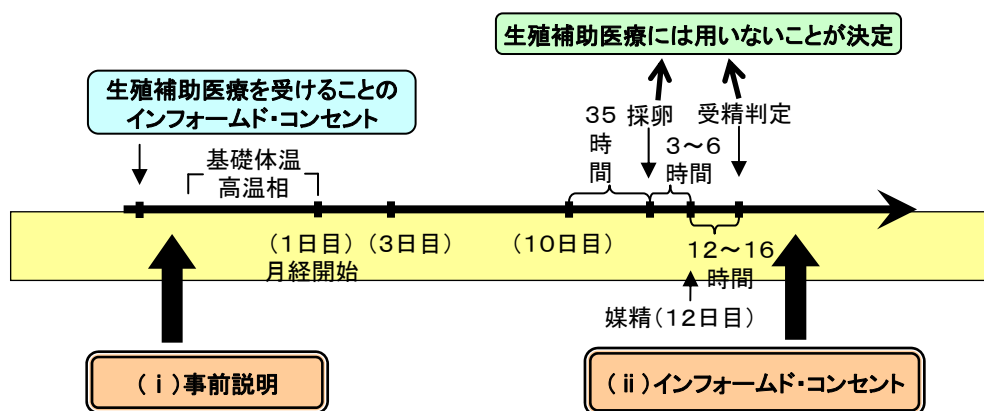 生殖補助医療には用いないことが決定
生殖補助医療を受けることの
インフォームド・コンセント
35
時
間
採卵
受精判定
3～6
時間
基礎体温
高温相
(1日目)
月経開始
(3日目)
(10日目)
12～16
時間
媒精(12日目)
(ⅰ)事前説明
(ⅱ)インフォームド・コンセント